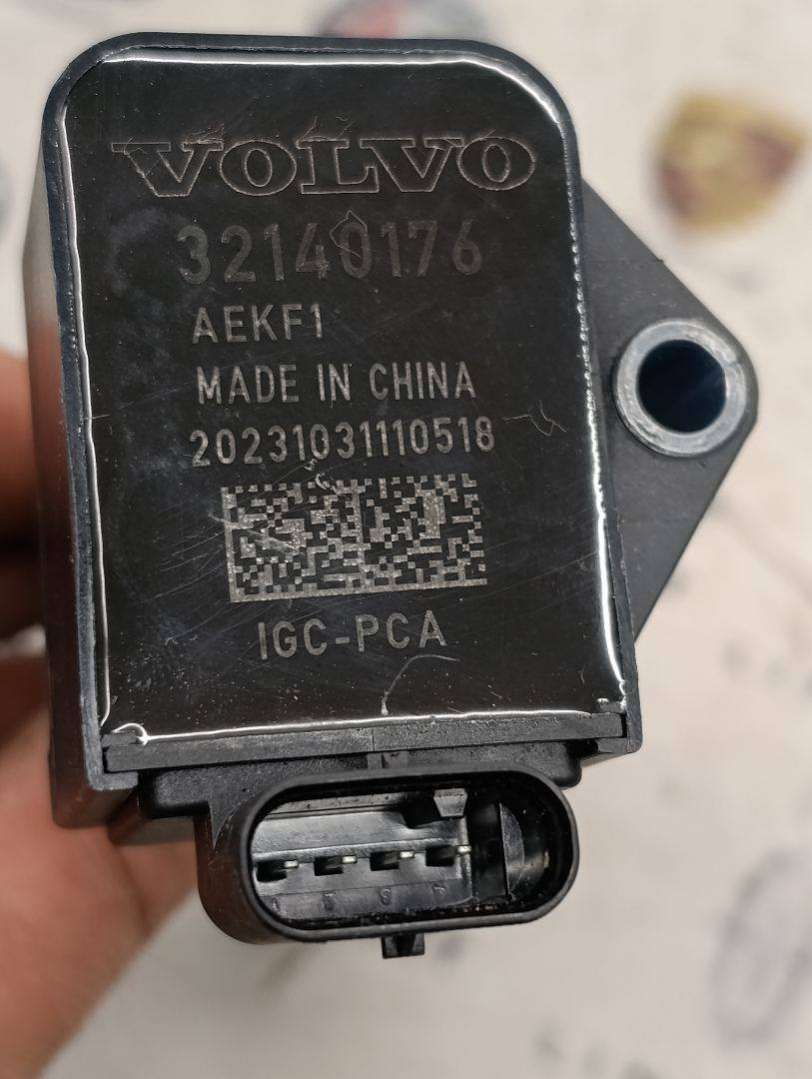 VOLVO
32140176
AEKF1
MADE IN CHINA
20231031110518
IGC-PCA